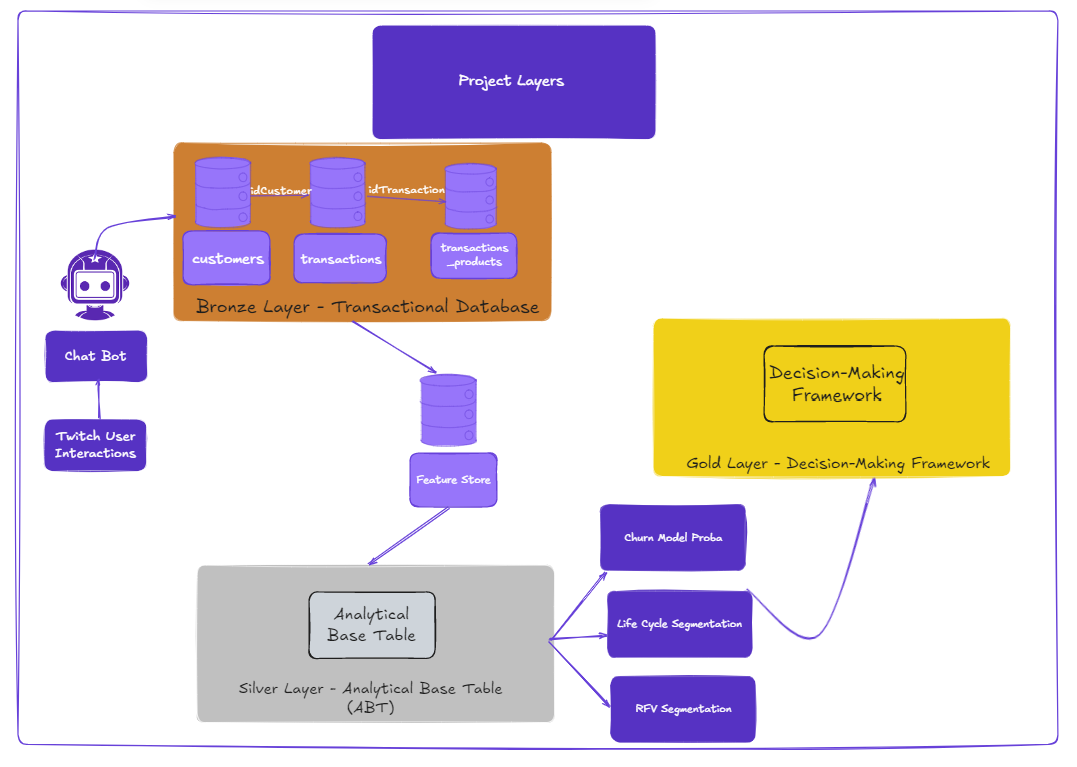 Project Layers
idCustomer
idTransaction
customers
transactions
transactions
_products
Bronze Layer - Transactional Database
Chat Bot
Twitch User
Interactions
Feature Store
Decision-Making
Framework
Gold Layer - Decision-Making Framework
Analytical
Base Table
Silver Layer - Analytical Base Table
(ABT)
Churn Model Proba
Life Cycle Segmentation
RFV Segmentation